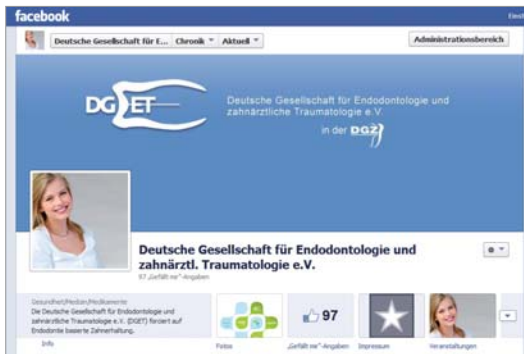 facebook
Deutsche Gesellschaft für E... Chronik Aktuell Administrationsbereich
DGET
Deutsche Gesellschaft für Endodontologie und
zahnärztliche Traumatologie e.V.
in der DGZ
Deutsche Gesellschaft für Endodontologie und
zahnärztl. Traumatologie e.V.
97 „Gefällt mir“-Angaben
Gesundheit/Medizin/Medikamente
Die Deutsche Gesellschaft für Endodontologie und
zahnärztliche Traumatologie e. V. (DGET) forciert auf
Endodontie basierte Zahnerhaltung.
97
Info Fotos „Gefällt mir“-Angaben Impressum Veranstaltungen